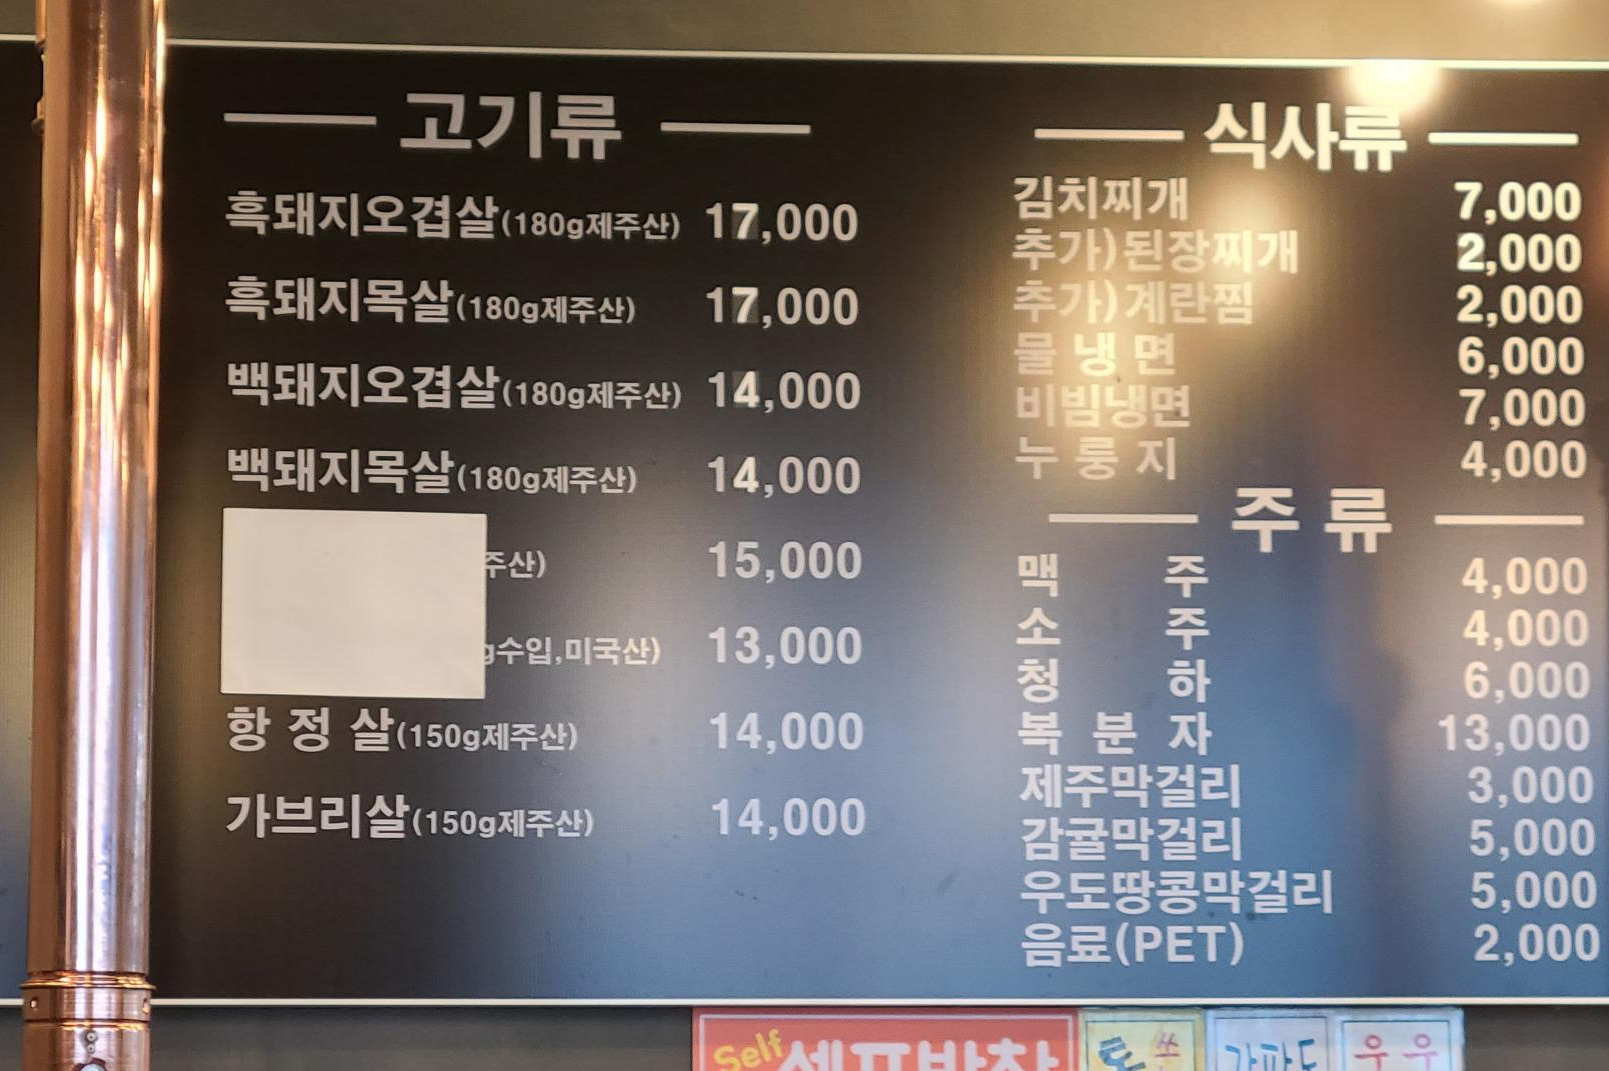 고기류
흑돼지오겹살(180g제주산) 17,000
흑돼지목살(180g제주산) 17,000
백돼지오겹살(180g제주산) 14,000
백돼지목살(180g제주산) 14,000
주산) 15,000
g수입,미국산) 13,000
항 정 살(150g제주산) 14,000
가브리살(150g제주산) 14,000
식사류
김치찌개 7,000
추가)된장찌개 2,000
추가)계란찜 2,000
물 냉 면 6,000
비빔냉면 7,000
누 룽 지 4,000
주 류
맥 주 4,000
소 주 4,000
청 하 6,000
복 분 자 13,000
제주막걸리 3,000
감귤막걸리 5,000
우도땅콩막걸리 5,000
음료(PET) 2,000
Self